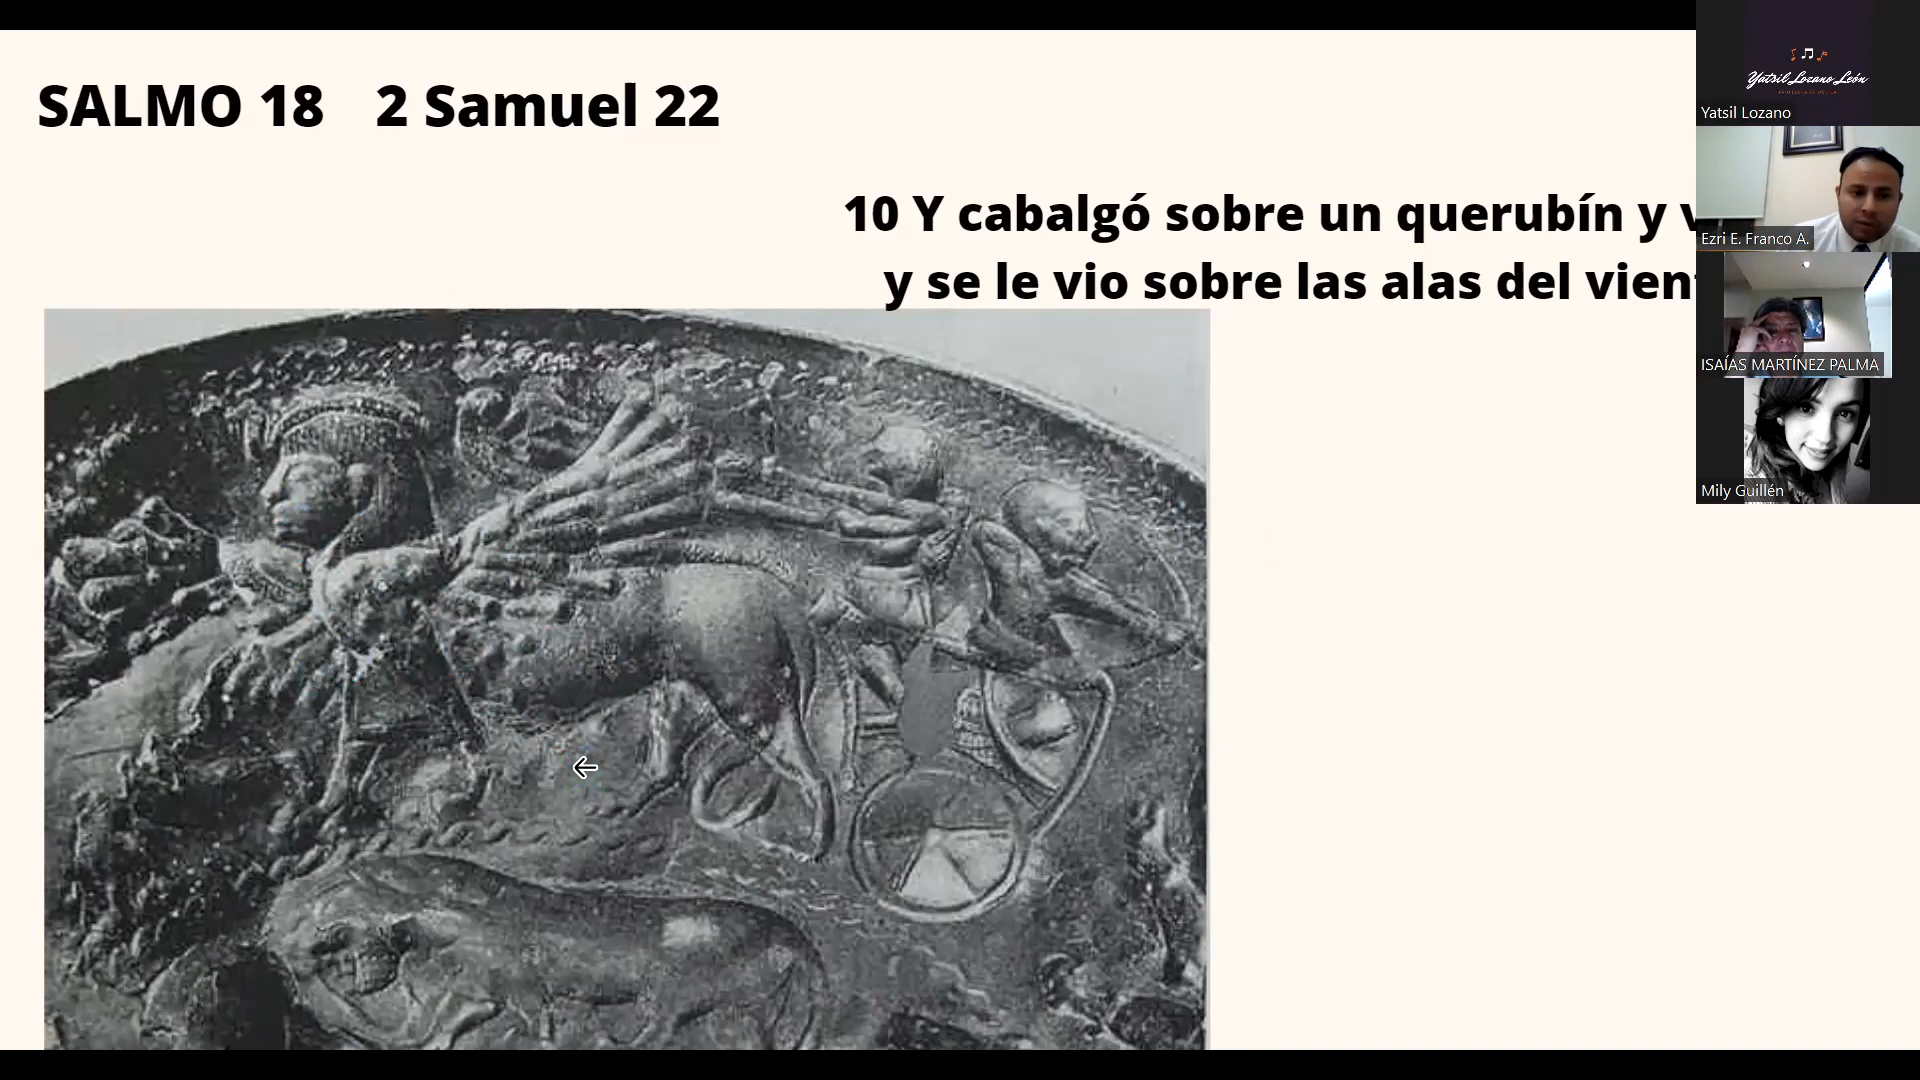 SALMO 18 2 Samuel 22
10 Y cabalgó sobre un querubín y
y se le vio sobre las alas del
Yatsil Lozano León
Yatsil Lozano
Ezri E. Franco A.
ISAÍAS MARTÍNEZ PALMA
Mily Guillén